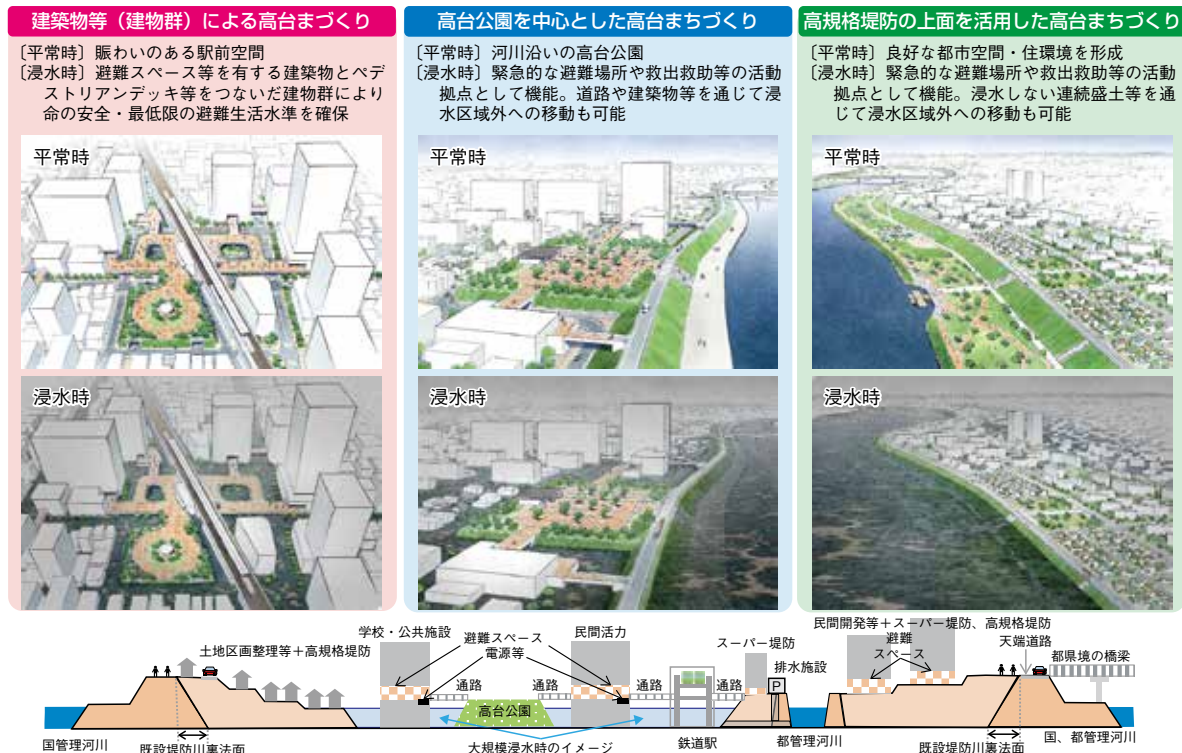 建築物等（建物群）による高台まちづくり
〔平常時〕賑わいのある駅前空間
〔浸水時〕避難スペース等を有する建築物とペデ
ストリアンデッキ等をつないだ建物群により
命の安全・最低限の避難生活水準を確保
平常時
浸水時
高台公園を中心とした高台まちづくり
〔平常時〕河川沿いの高台公園
〔浸水時〕緊急的な避難場所や救出救助等の活動
拠点として機能。道路や建築物等を通じて浸
水区域外への移動も可能
平常時
浸水時
高規格堤防の上面を活用した高台まちづくり
〔平常時〕良好な都市空間・住環境を形成
〔浸水時〕緊急的な避難場所や救出救助等の活動
拠点として機能。浸水しない連続盛土等を通
じて浸水区域外への移動も可能
平常時
浸水時
土地区画整理等＋高規格堤防
学校・公共施設
避難スペース
電源等
民間活力
スーパー堤防
排水施設
P
民間開発等＋スーパー堤防、高規格堤防
避難
スペース
天端道路
都県境の橋梁
通路
通路
通路
通路
高台公園
国管理河川
既設堤防川裏法面
大規模浸水時のイメージ
鉄道駅
都管理河川
既設堤防川裏法面
国、都管理河川